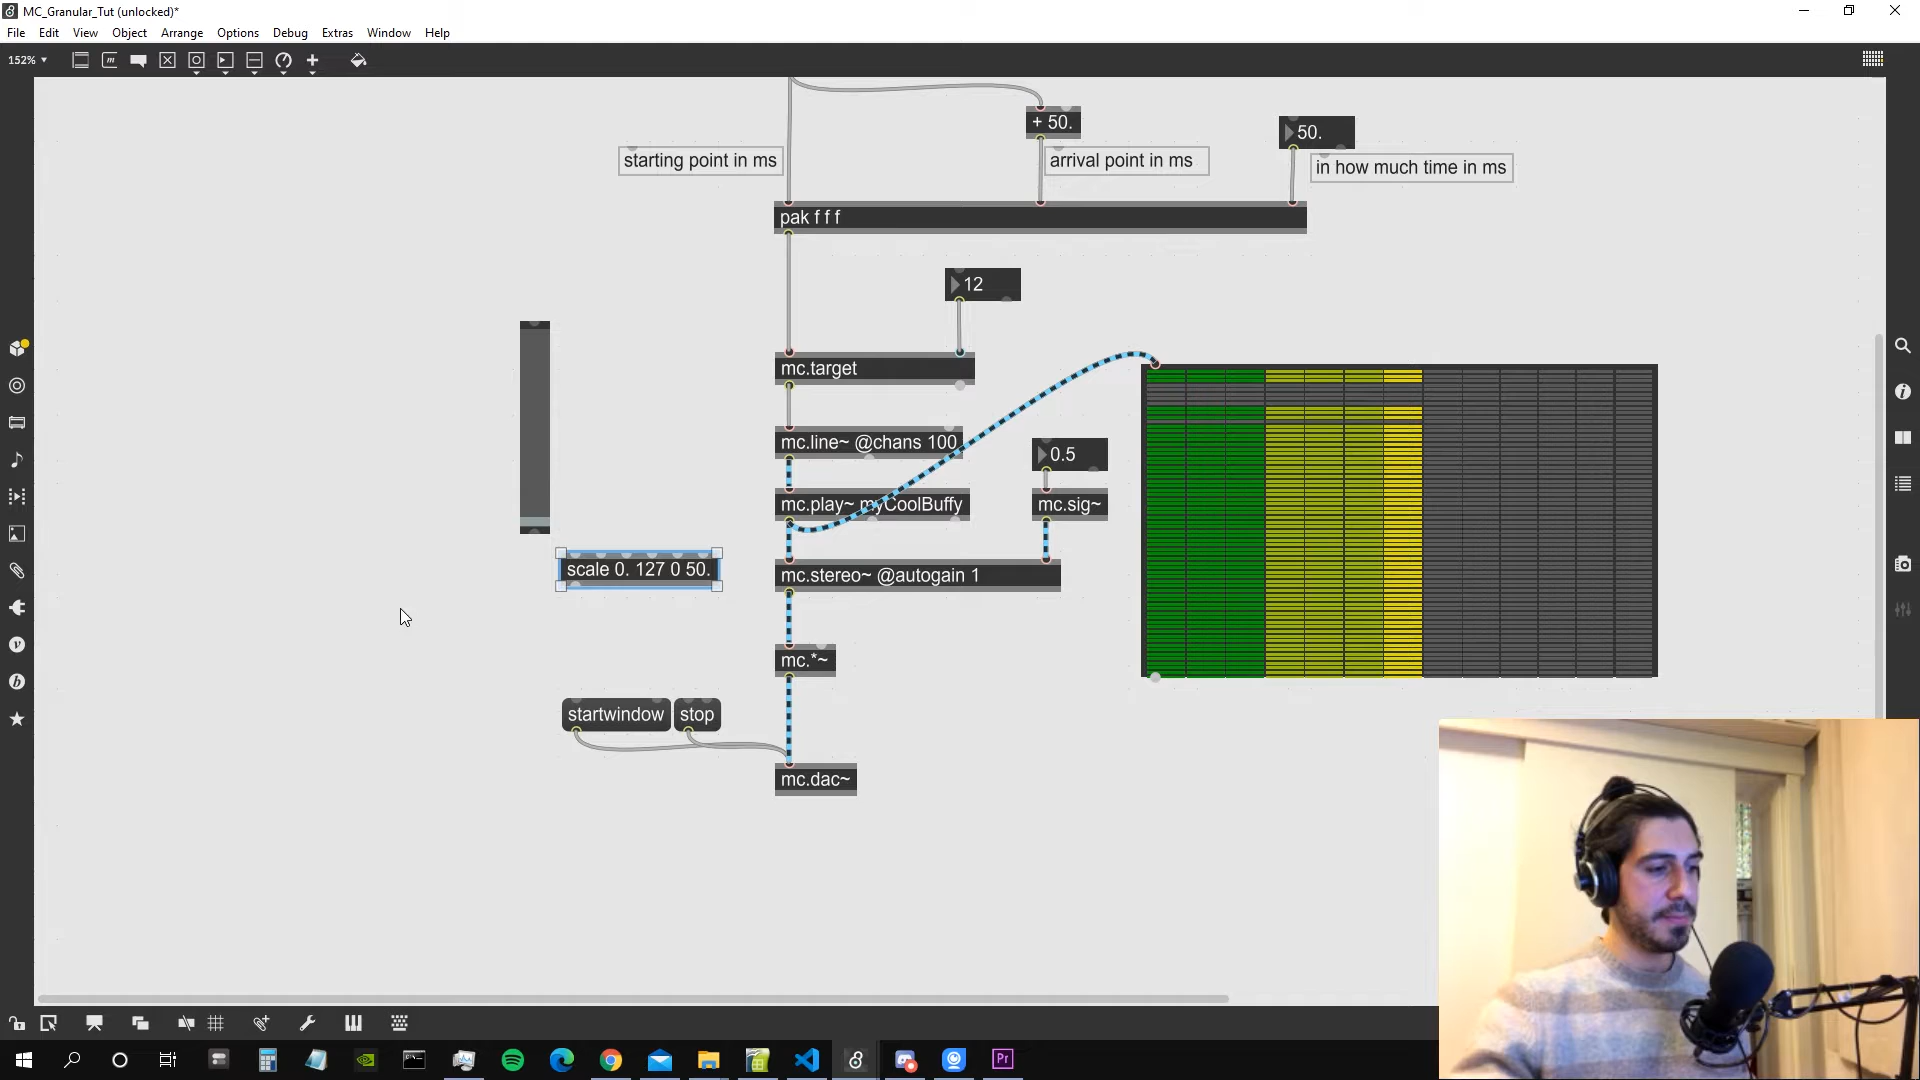 MC_Granular_Tut (unlocked)*
File Edit View Object Arrange Options Debug Extras Window Help
152%
+ 50.
50.
starting point in ms
arrival point in ms
in how much time in ms
pak f f f
12
mc.target
mc.line~ @chans 100
0.5
mc.play~ myCoolBuffy
mc.sig~
scale 0. 127 0 50.
mc.stereo~ @autogain 1
mc.*~
startwindow
stop
mc.dac~